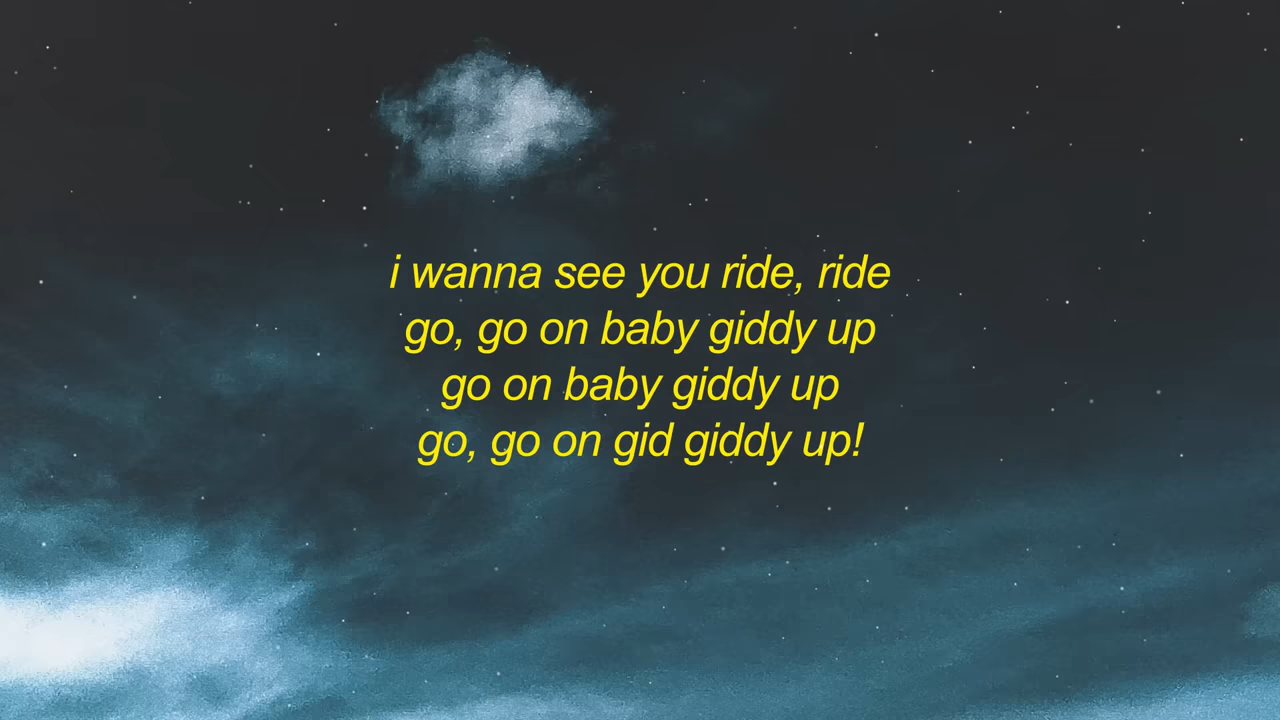 i wanna see you ride, ride
go, go on baby giddy up
go on baby giddy up
go, go on gid giddy up!